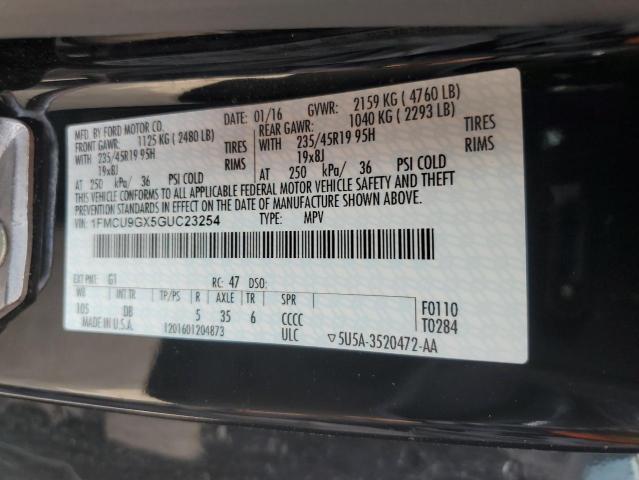 MFD. BY FORD MOTOR CO.
DATE: 01/16 GVWR: 2159 KG ( 4760 LB)
FRONT GAWR: 1125 KG ( 2480 LB) REAR GAWR: 1040 KG ( 2293 LB)
WITH 235/45R19 95H TIRES WITH 235/45R19 95H TIRES
19x8J RIMS 19x8J RIMS
AT 250 kPa/ 36 PSI COLD AT 250 kPa/ 36 PSI COLD
THIS VEHICLE CONFORMS TO ALL APPLICABLE FEDERAL MOTOR VEHICLE SAFETY AND THEFT
PREVENTION STANDARDS IN EFFECT ON THE DATE OF MANUFACTURE SHOWN ABOVE.
VIN: 1FMCU9GX5GUC23254 TYPE: MPV
EXT PNT: G1 RC: 47 DSO:
WB INT TR TP/PS R AXLE TR SPR
105 DB 5 35 6 CCCC F0110
MADE IN U.S.A. 1201601204873 ULC T0284
5U5A-3520472-AA